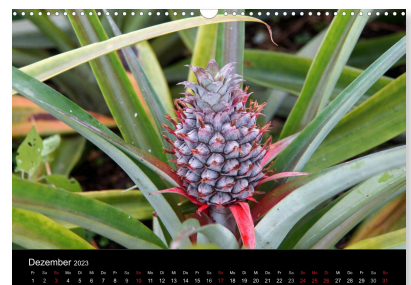 Dezember 2023
Fr Sa So Mo Di Mi Do Fr Sa So Mo Di Mi Do Fr Sa So Mo Di Mi Do Fr Sa So Mo Di Mi Do Fr Sa So
1 2 3 4 5 6 7 8 9 10 11 12 13 14 15 16 17 18 19 20 21 22 23 24 25 26 27 28 29 30 31